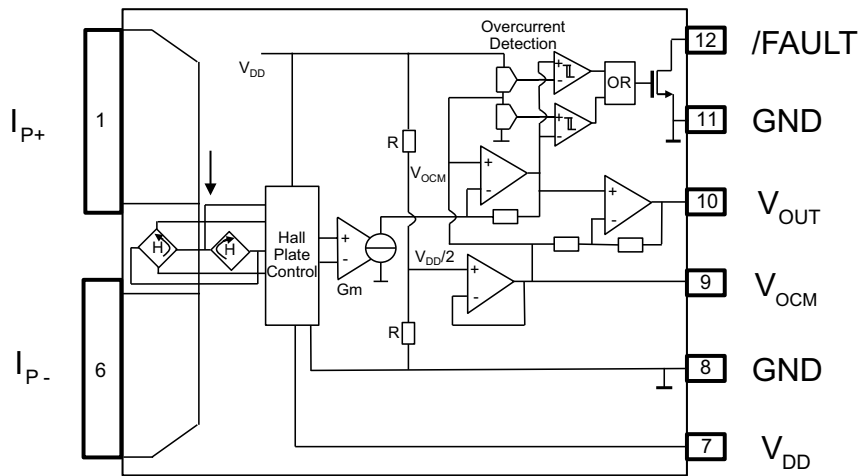 Overcurrent
Detection
12
/FAULT
V_DD
+
-
OR
1
I_P+
+
-
11
GND
R
V_OCM
+
-
+
-
10
V_OUT
H
H
Hall
Plate
Control
+
-
Gm
V_DD/2
+
-
9
V_OCM
R
6
I_P-
8
GND
7
V_DD